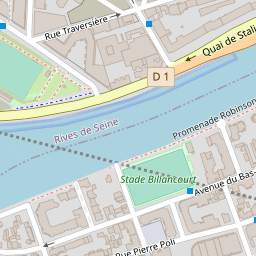 Rue Traversière
Quai de Stali
D 1
Rives de Seine
Promenade Robinson
Stade Billancourt
Avenue du Bas
Rue Pierre Poli